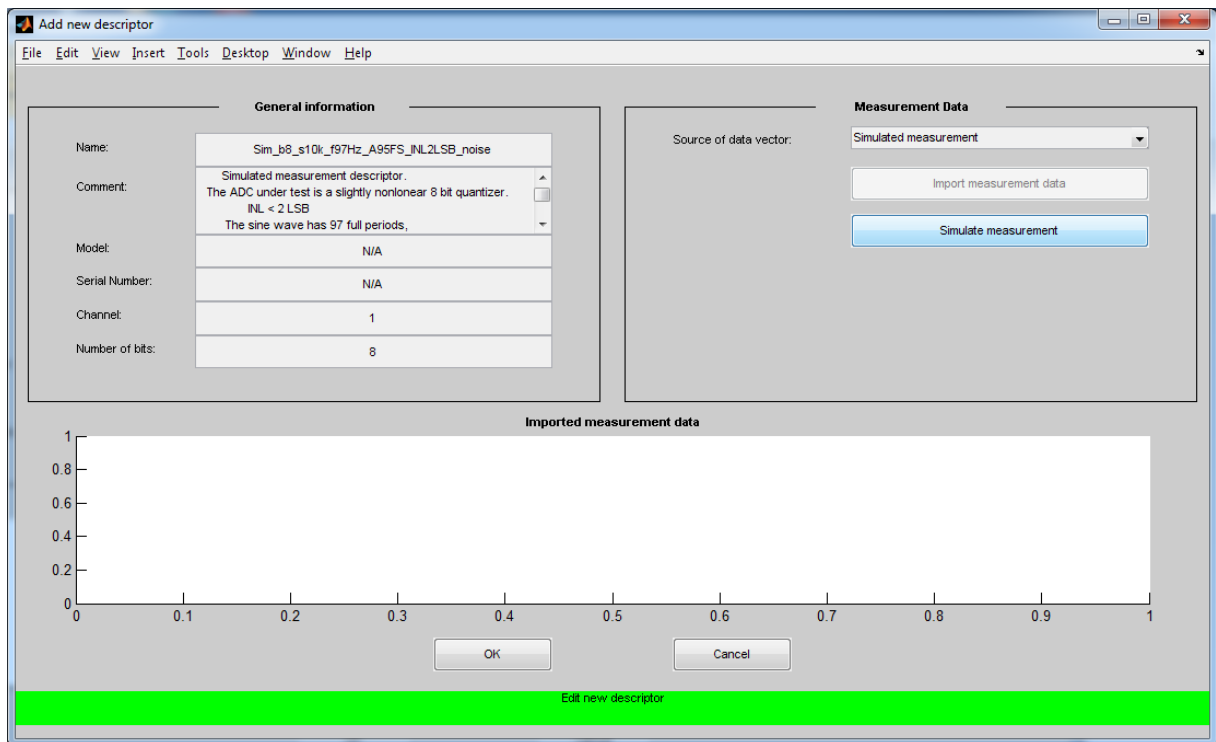 Add new descriptor
File Edit View Insert Tools Desktop Window Help
General information
Name: Sim_b8_s10k_f97Hz_A95FS_INL2LSB_noise
Comment: Simulated measurement descriptor.
The ADC under test is a slightly nonlonear 8 bit quantizer.
INL < 2 LSB
The sine wave has 97 full periods,
Model: N/A
Serial Number: N/A
Channel: 1
Number of bits: 8
Measurement Data
Source of data vector: Simulated measurement
Import measurement data
Simulate measurement
Imported measurement data
1
0.8
0.6
0.4
0.2
0
0 0.1 0.2 0.3 0.4 0.5 0.6 0.7 0.8 0.9 1
OK Cancel
Edit new descriptor